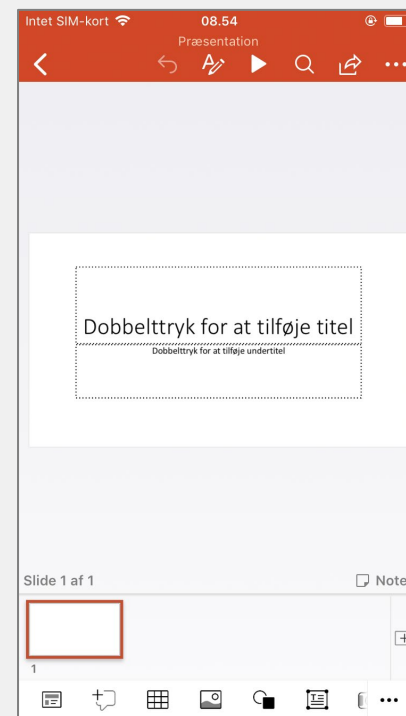 Intet SIM-kort 08.54
Præsentation
Dobbelttryk for at tilføje titel
Dobbelttryk for at tilføje undertitel
Slide 1 af 1 Note
1